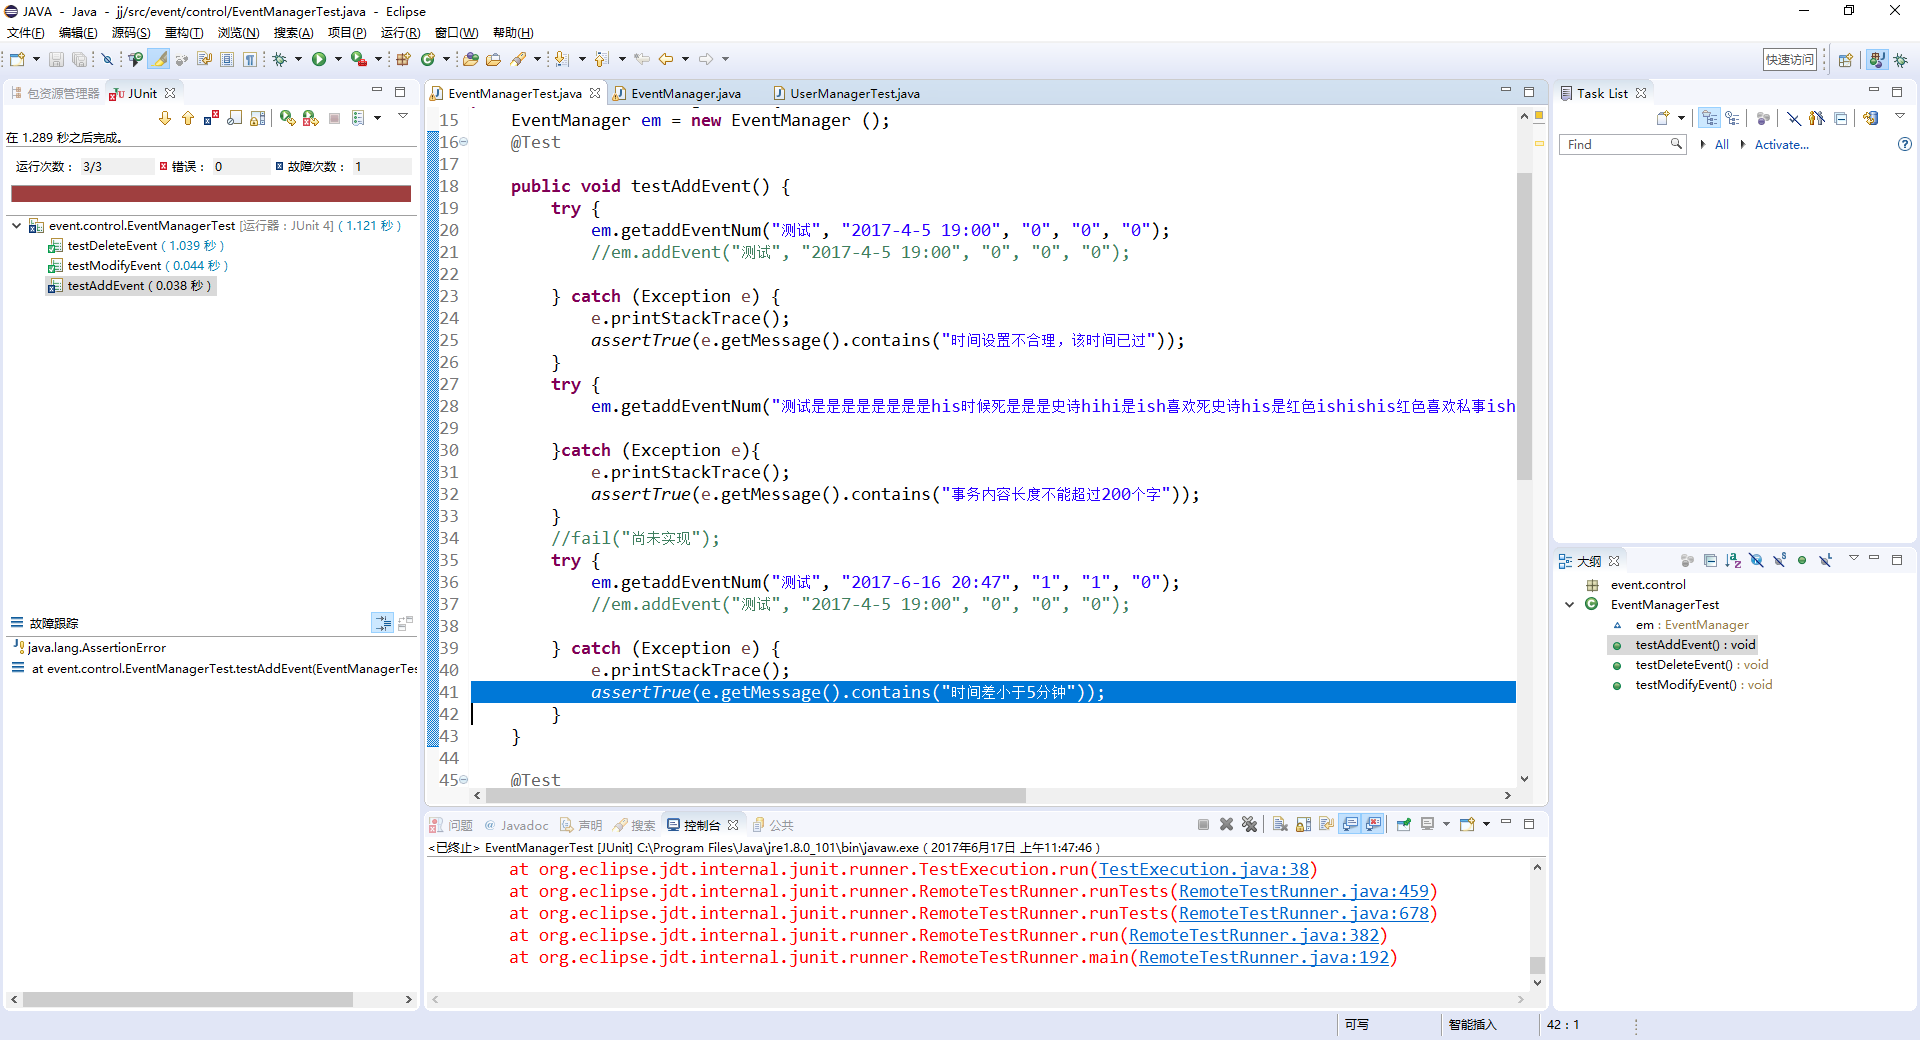 JAVA - Java - jj/src/event/control/EventManagerTest.java - Eclipse
文件(F) 编辑(E) 源码(S) 重构(T) 浏览(N) 搜索(A) 项目(P) 运行(R) 窗口(W) 帮助(H)
快速访问
包资源管理器 JUnit
在 1.289 秒之后完成。
运行次数： 3/3 错误： 0 故障次数： 1
event.control.EventManagerTest [运行器：JUnit 4] ( 1.121 秒 )
testDeleteEvent ( 1.039 秒 )
testModifyEvent ( 0.044 秒 )
testAddEvent ( 0.038 秒 )
故障跟踪
java.lang.AssertionError
at event.control.EventManagerTest.testAddEvent(EventManagerTes
EventManagerTest.java EventManager.java UserManagerTest.java
15 EventManager em = new EventManager ();
16 @Test
17
18 public void testAddEvent() {
19 try {
20 em.getaddEventNum("测试", "2017-4-5 19:00", "0", "0", "0");
21 //em.addEvent("测试", "2017-4-5 19:00", "0", "0", "0");
22
23 } catch (Exception e) {
24 e.printStackTrace();
25 assertTrue(e.getMessage().contains("时间设置不合理，该时间已过"));
26 }
27 try {
28 em.getaddEventNum("测试是是是是是是是是his时候死是是是史诗hihi是ish喜欢死史诗his是红色ishishis红色喜欢私事ish
29
30 }catch (Exception e){
31 e.printStackTrace();
32 assertTrue(e.getMessage().contains("事务内容长度不能超过200个字"));
33 }
34 //fail("尚未实现");
35 try {
36 em.getaddEventNum("测试", "2017-6-16 20:47", "1", "1", "0");
37 //em.addEvent("测试", "2017-4-5 19:00", "0", "0", "0");
38
39 } catch (Exception e) {
40 e.printStackTrace();
41 assertTrue(e.getMessage().contains("时间差小于5分钟"));
42 }
43 }
44
45 @Test
问题 @ Javadoc 声明 搜索 控制台 公共
<已终止> EventManagerTest [JUnit] C:\Program Files\Java\jre1.8.0_101\bin\javaw.exe ( 2017年6月17日 上午11:47:46 )
at org.eclipse.jdt.internal.junit.runner.TestExecution.run(TestExecution.java:38)
at org.eclipse.jdt.internal.junit.runner.RemoteTestRunner.runTests(RemoteTestRunner.java:459)
at org.eclipse.jdt.internal.junit.runner.RemoteTestRunner.runTests(RemoteTestRunner.java:678)
at org.eclipse.jdt.internal.junit.runner.RemoteTestRunner.run(RemoteTestRunner.java:382)
at org.eclipse.jdt.internal.junit.runner.RemoteTestRunner.main(RemoteTestRunner.java:192)
Task List
Find All Activate...
大纲
event.control
EventManagerTest
em : EventManager
testAddEvent() : void
testDeleteEvent() : void
testModifyEvent() : void
可写 智能插入 42 : 1